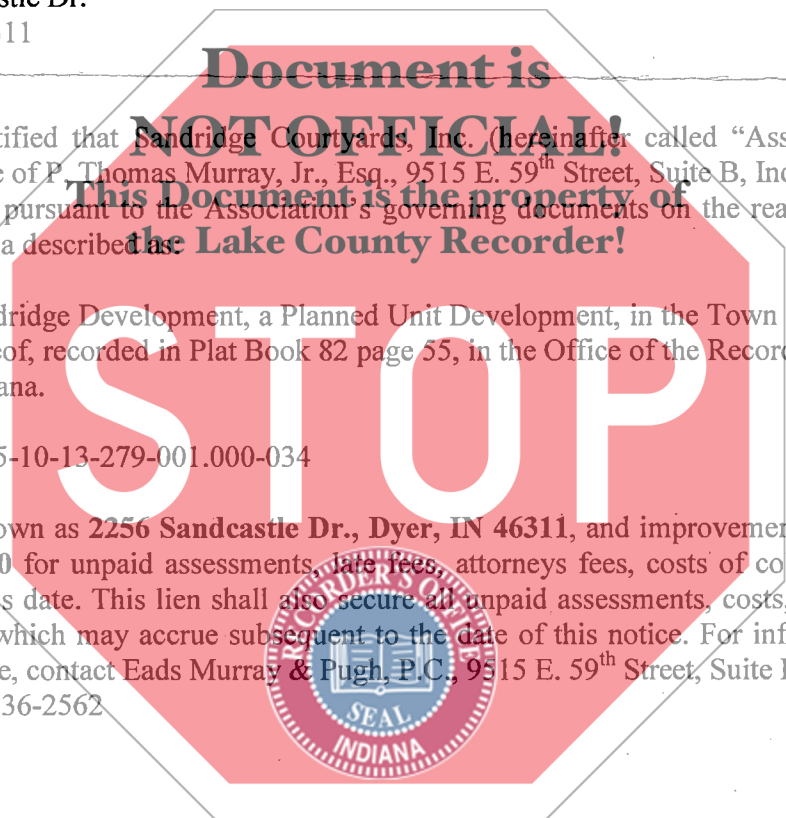 stle Dr.
11
Document is
NOT OFFICIAL!
tified that Sandridge Courtyards, Inc. (hereinafter called “Ass
e of P. Thomas Murray, Jr., Esq., 9515 E. 59th Street, Suite B, Ind
This Document is the property of
pursuant to the Association's governing documents on the rea
the Lake County Recorder!
a described as:
dridge Development, a Planned Unit Development, in the Town
eof, recorded in Plat Book 82 page 55, in the Office of the Record
ana.
STOP
5-10-13-279-001.000-034
own as 2256 Sandcastle Dr., Dyer, IN 46311, and improvemen
0 for unpaid assessments, late fees, attorneys fees, costs of co
s date. This lien shall also secure all unpaid assessments, costs,
which may accrue subsequent to the date of this notice. For inf
e, contact Eads Murray & Pugh, P.C., 9515 E. 59th Street, Suite
36-2562
RECORDER'S OFFICE
SEAL
INDIANA